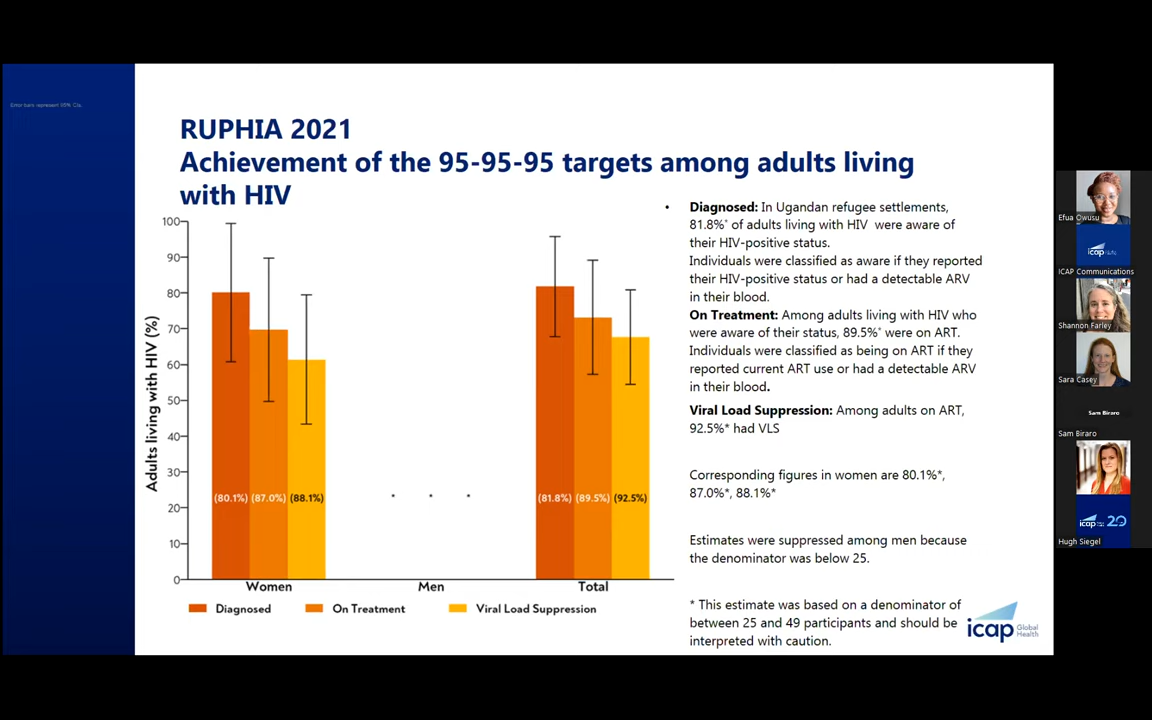 Error bars represent 95% CIs.
RUPHIA 2021
Achievement of the 95-95-95 targets among adults living
with HIV
Adults living with HIV (%)
100
90
80
70
60
50
40
30
20
10
0
(80.1%) (87.0%) (88.1%)
* * *
(81.8%) (89.5%) (92.5%)
Women Men Total
Diagnosed On Treatment Viral Load Suppression
• Diagnosed: In Ugandan refugee settlements,
81.8%* of adults living with HIV were aware of
their HIV-positive status.
Individuals were classified as aware if they reported
their HIV-positive status or had a detectable ARV
in their blood.
On Treatment: Among adults living with HIV who
were aware of their status, 89.5%* were on ART.
Individuals were classified as being on ART if they
reported current ART use or had a detectable ARV
in their blood.
Viral Load Suppression: Among adults on ART,
92.5%* had VLS
Corresponding figures in women are 80.1%*,
87.0%*, 88.1%*
Estimates were suppressed among men because
the denominator was below 25.
* This estimate was based on a denominator of
between 25 and 49 participants and should be
interpreted with caution.
icap Global
Health
Efua Owusu
icap
ICAP Communications
Shannon Farley
Sara Casey
Sam Biraro
Sam Biraro
icap 20
Hugh Siegel